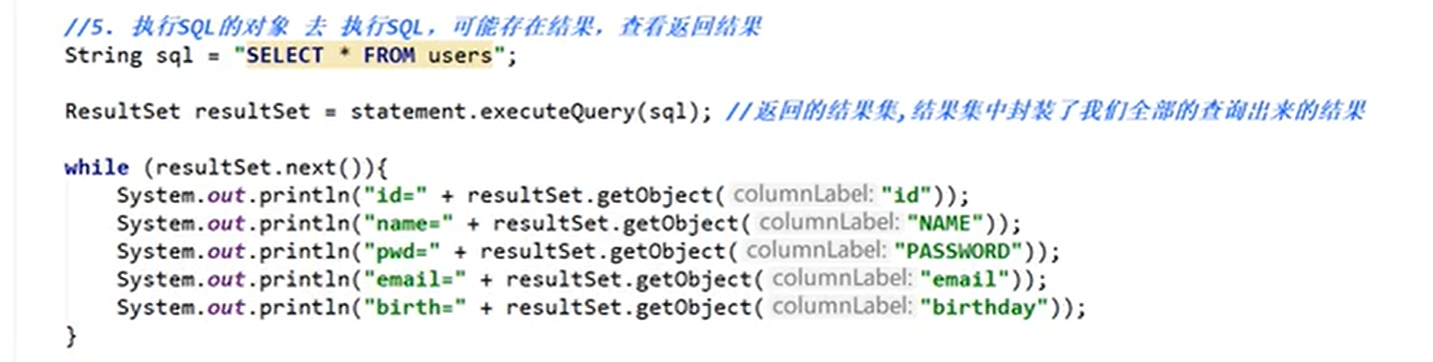 //5. 执行SQL的对象 去 执行SQL，可能存在结果，查看返回结果
String sql = "SELECT * FROM users";
ResultSet resultSet = statement.executeQuery(sql); //返回的结果集,结果集中封装了我们全部的查询出来的结果
while (resultSet.next()){
    System.out.println("id=" + resultSet.getObject( columnLabel: "id"));
    System.out.println("name=" + resultSet.getObject( columnLabel: "NAME"));
    System.out.println("pwd=" + resultSet.getObject( columnLabel: "PASSWORD"));
    System.out.println("email=" + resultSet.getObject( columnLabel: "email"));
    System.out.println("birth=" + resultSet.getObject( columnLabel: "birthday"));
}